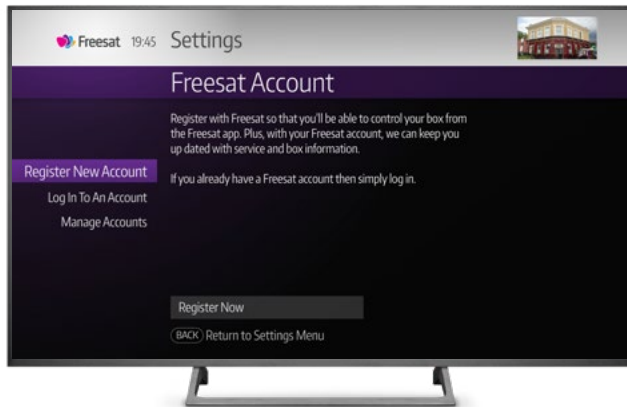 Freesat 19:45 Settings
Freesat Account
Register with Freesat so that you'll be able to control your box from
the Freesat app. Plus, with your Freesat account, we can keep you
up dated with service and box information.
If you already have a Freesat account then simply log in.
Register New Account
Log In To An Account
Manage Accounts
Register Now
BACK Return to Settings Menu